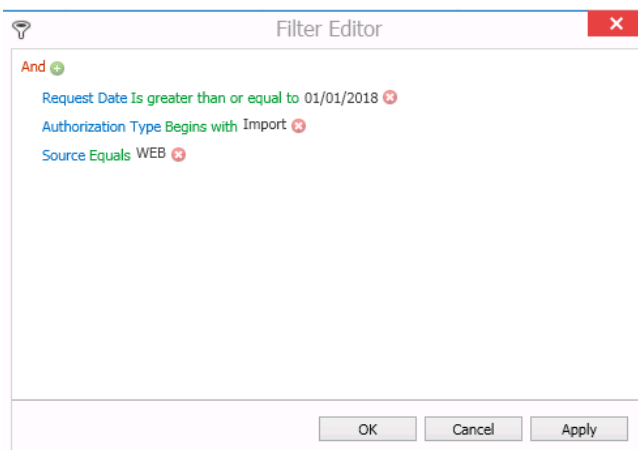 Filter Editor
And
Request Date Is greater than or equal to 01/01/2018
Authorization Type Begins with Import
Source Equals WEB
OK Cancel Apply